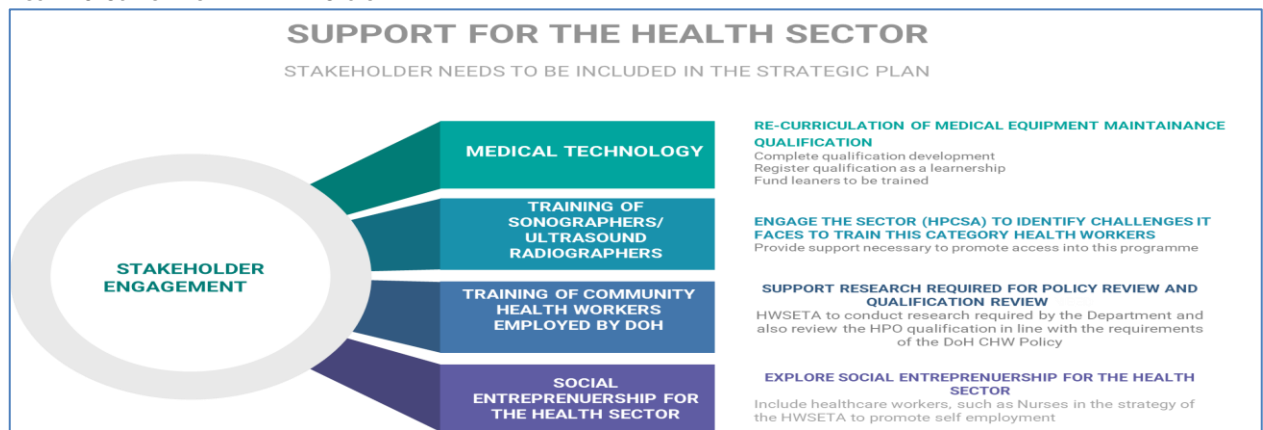 SUPPORT FOR THE HEALTH SECTOR
STAKEHOLDER NEEDS TO BE INCLUDED IN THE STRATEGIC PLAN
STAKEHOLDER
ENGAGEMENT
MEDICAL TECHNOLOGY
RE-CURRICULATION OF MEDICAL EQUIPMENT MAINTAINANCE
QUALIFICATION
Complete qualification development
Register qualification as a learnership
Fund leaners to be trained
TRAINING OF
SONOGRAPHERS/
ULTRASOUND
RADIOGRAPHERS
ENGAGE THE SECTOR (HPCSA) TO IDENTIFY CHALLENGES IT
FACES TO TRAIN THIS CATEGORY HEALTH WORKERS
Provide support necessary to promote access into this programme
TRAINING OF COMMUNITY
HEALTH WORKERS
EMPLOYED BY DOH
SUPPORT RESEARCH REQUIRED FOR POLICY REVIEW AND
QUALIFICATION REVIEW
HWSETA to conduct research required by the Department and
also review the HPO qualification in line with the requirements
of the DoH CHW Policy
SOCIAL
ENTREPRENUERSHIP FOR
THE HEALTH SECTOR
EXPLORE SOCIAL ENTREPRENUERSHIP FOR THE HEALTH
SECTOR
Include healthcare workers, such as Nurses in the strategy of
the HWSETA to promote self employment